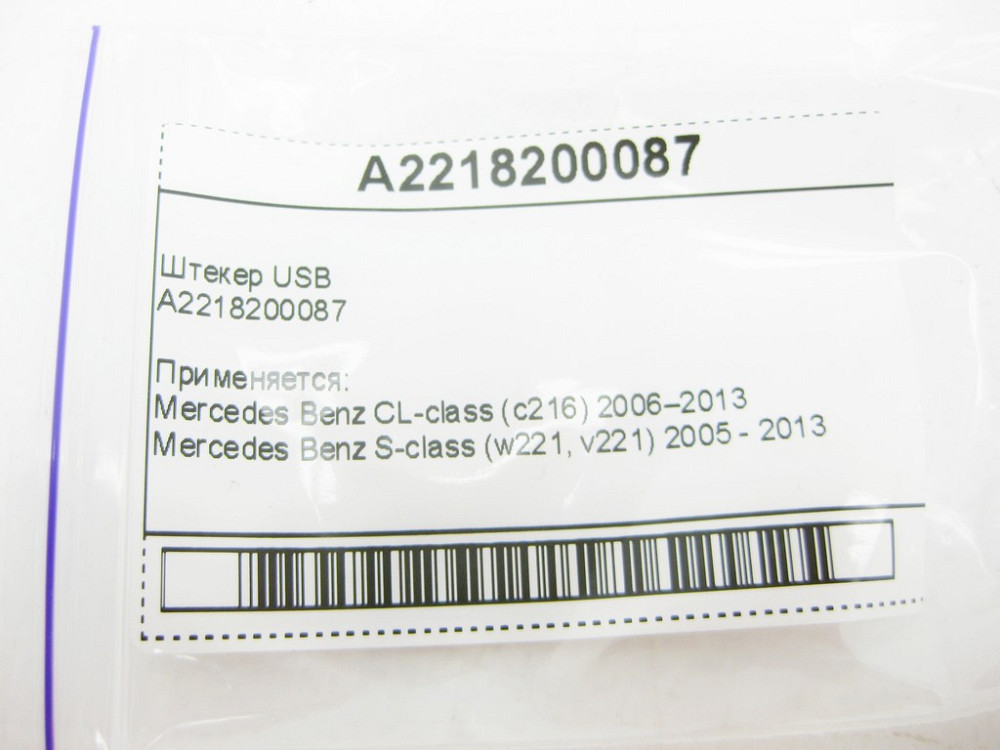 A2218200087
Штекер USB
A2218200087
Применяется:
Mercedes Benz CL-class (c216) 2006–2013
Mercedes Benz S-class (w221, v221) 2005 - 2013